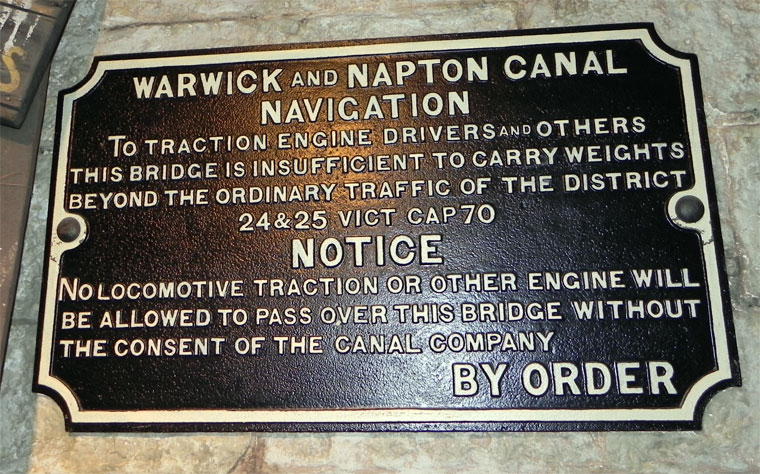 WARWICK AND NAPTON CANAL
NAVIGATION
TO TRACTION ENGINE DRIVERS AND OTHERS
THIS BRIDGE IS INSUFFICIENT TO CARRY WEIGHTS
BEYOND THE ORDINARY TRAFFIC OF THE DISTRICT
24 & 25 VICT CAP 70
NOTICE
NO LOCOMOTIVE TRACTION OR OTHER ENGINE WILL
BE ALLOWED TO PASS OVER THIS BRIDGE WITHOUT
THE CONSENT OF THE CANAL COMPANY
BY ORDER